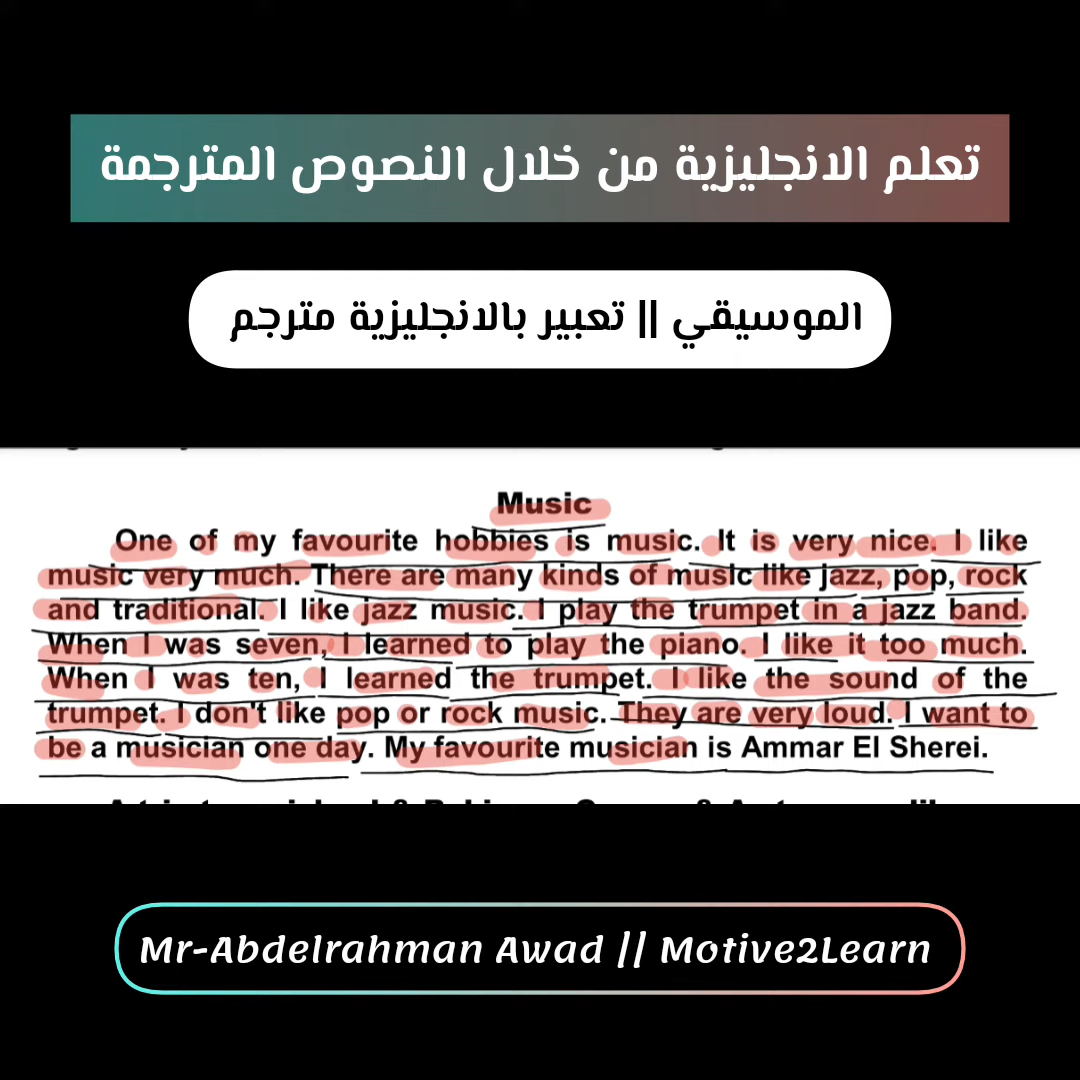 تعلم الانجليزية من خلال النصوص المترجمة
الموسيقي || تعبير بالانجليزية مترجم
Music
One of my favourite hobbies is music. It is very nice. I like
music very much. There are many kinds of music like jazz, pop, rock
and traditional. I like jazz music. I play the trumpet in a jazz band.
When I was seven, I learned to play the piano. I like it too much.
When I was ten, I learned the trumpet. I like the sound of the
trumpet. I don't like pop or rock music. They are very loud. I want to
be a musician one day. My favourite musician is Ammar El Sherei.
Mr-Abdelrahman Awad || Motive2Learn